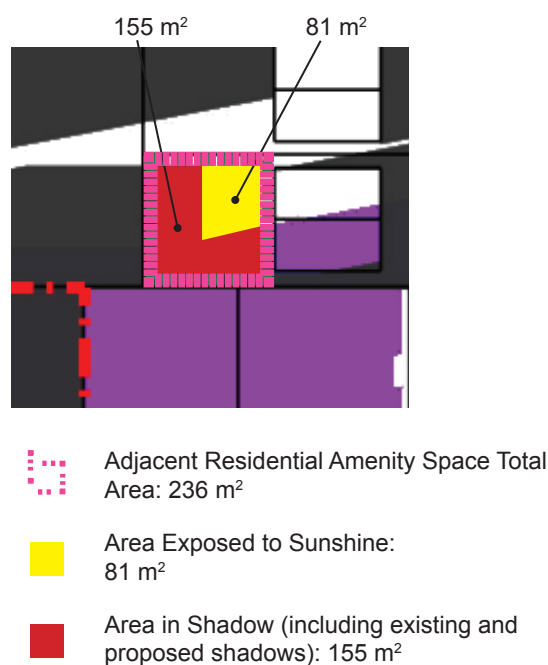 155 m²
81 m²
Adjacent Residential Amenity Space Total
Area: 236 m²
Area Exposed to Sunshine:
81 m²
Area in Shadow (including existing and
proposed shadows): 155 m²